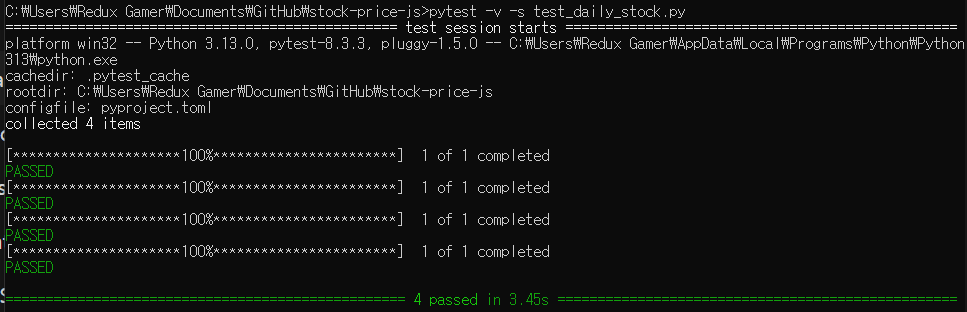 C:₩Users₩Redux Gamer₩Documents₩GitHub₩stock-price-js>pytest -v -s test_daily_stock.py
================================================= test session starts =================================================
platform win32 -- Python 3.13.0, pytest-8.3.3, pluggy-1.5.0 -- C:₩Users₩Redux Gamer₩AppData₩Local₩Programs₩Python₩Python
313₩python.exe
cachedir: .pytest_cache
rootdir: C:₩Users₩Redux Gamer₩Documents₩GitHub₩stock-price-js
configfile: pyproject.toml
collected 4 items
[*********************100%***********************]  1 of 1 completed
PASSED
[*********************100%***********************]  1 of 1 completed
PASSED
[*********************100%***********************]  1 of 1 completed
PASSED
[*********************100%***********************]  1 of 1 completed
PASSED
================================================== 4 passed in 3.45s ==================================================